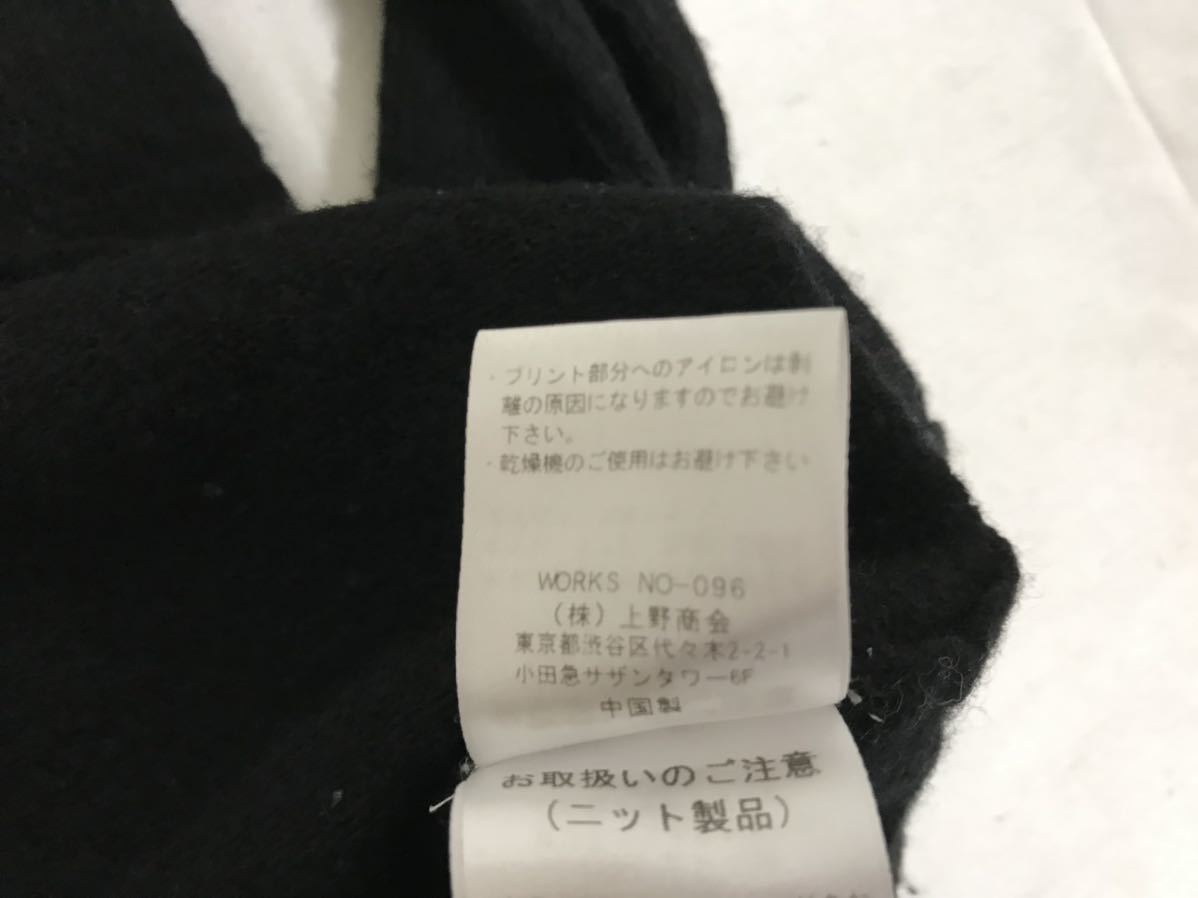 ・プリント部分へのアイロンは剥
離の原因になりますのでお避け
下さい。
・乾燥機のご使用はお避け下さい
WORKS NO-096
(株)上野商会
東京都渋谷区代々木2-2-1
小田急サザンタワー6F
中国製
お取扱いのご注意
(ニット製品)